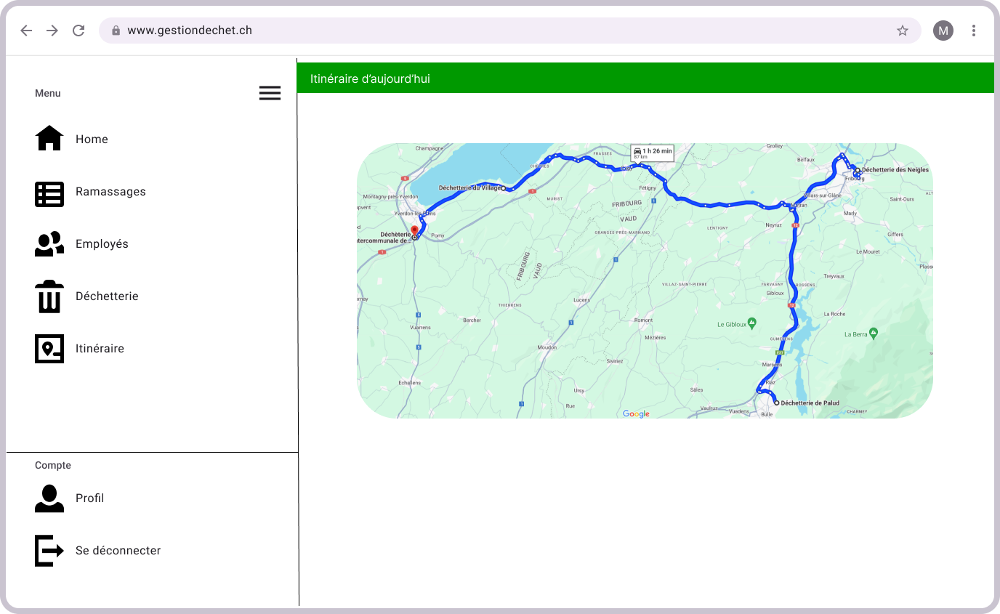 www.gestiondechet.ch
M
Menu
Home
Ramassages
Employés
Déchetterie
Itinéraire
Compte
Profil
Se déconnecter
Itinéraire d'aujourd'hui
Champagne
FRASSES
1 h 26 min
87 km
Grolley
Belfaux
CHEYRES
Déchetterie des Neigles
Fribourg
Déchetterie du Village
Fétigny
Villars-sur-Glâne
Montagny-près-Yverdon
MURIST
FRIBOURG
VAUD
Matran
Saint-Ours
Yverdon-les-Bains
Marly
Déchèterie
ntercommunale de...
Pomy
GRANGES-PRÈS-MARNAND
LENTIGNY
Neyruz
Giffers
Le Mouret
FRIBOURG
VAUD
Treyvaux
VILLAZ-SAINT-PIERRE
FARVAGNY
ROSSENS
Gibloux
Lucens
THIERRENS
La Roche
Bercher
Romont
Le Gibloux
Vuarrens
Mézières
GUMEFENS
La Berra
Moudon
Siviriez
Marsens
Echallens
Ursy
Sâles
Riaz
Rue
Vaulruz
Vuadens
Déchetterie de Palud
Bulle
CHARMEY
Google